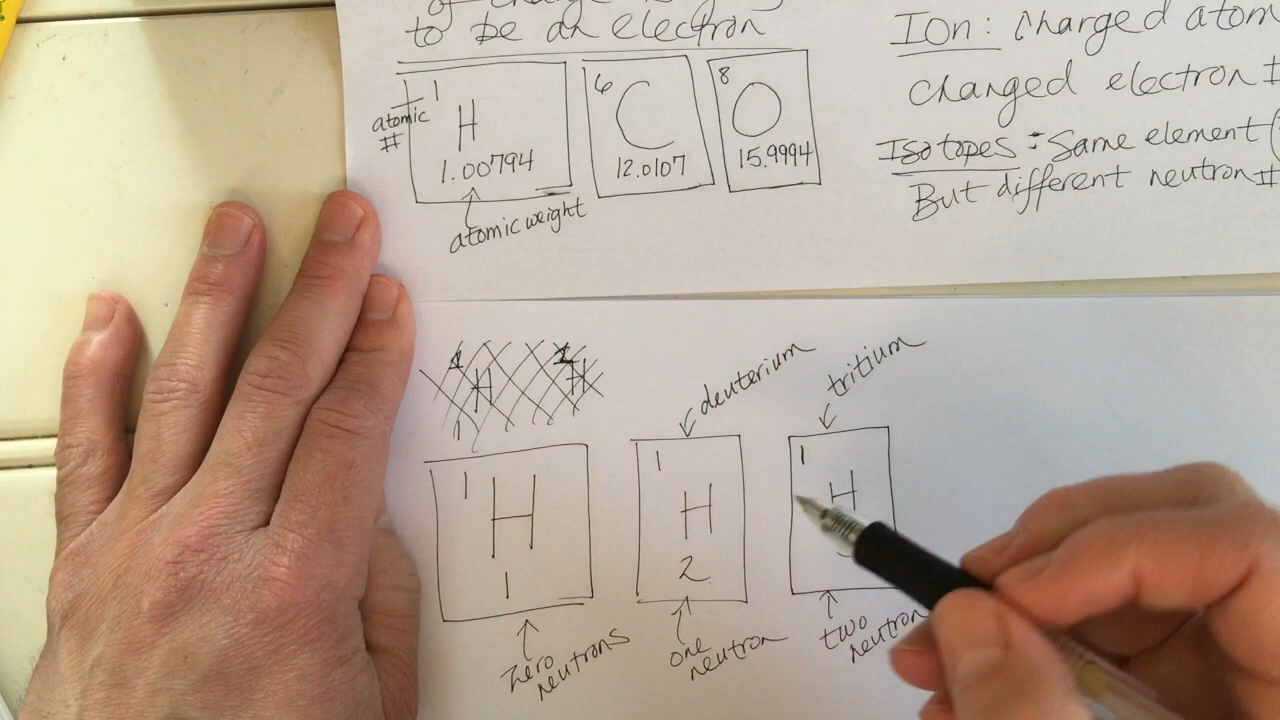 to be an electron
1
H
1.00794
atomic
#
atomic weight
6
C
12.0107
8
O
15.9994
Ion: Charged atom
changed electron #
Isotopes: Same element (
But different neutron #
deuterium
tritium
1
H
1
zero
neutrons
1
H
2
one
neutron
1
H
two
neutron